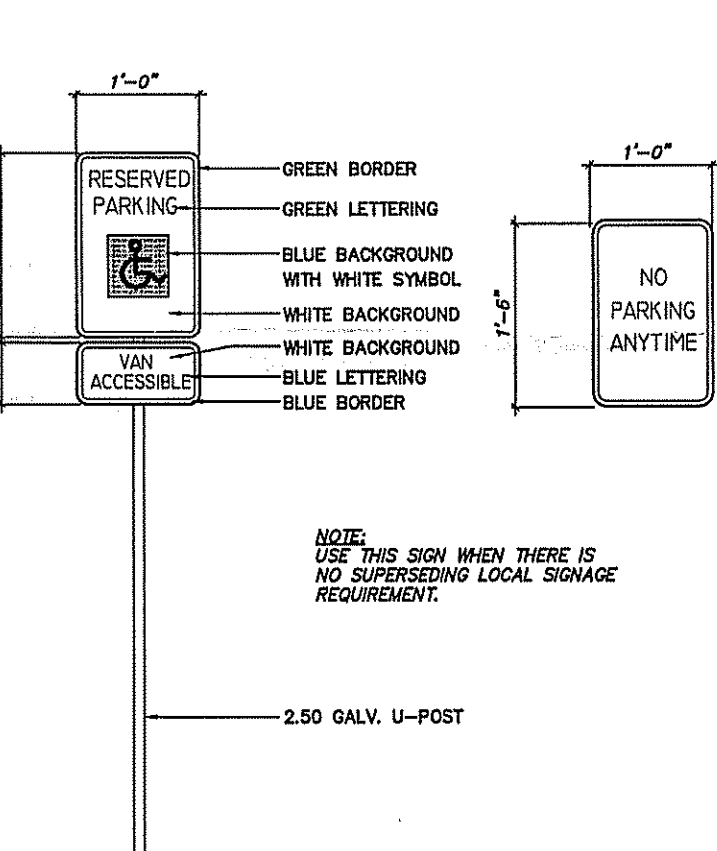 1'-0"
RESERVED
PARKING
VAN
ACCESSIBLE
GREEN BORDER
GREEN LETTERING
BLUE BACKGROUND
WITH WHITE SYMBOL
WHITE BACKGROUND
WHITE BACKGROUND
BLUE LETTERING
BLUE BORDER
1'-0"
1'-6"
NO
PARKING
ANYTIME
NOTE:
USE THIS SIGN WHEN THERE IS
NO SUPERSEDING LOCAL SIGNAGE
REQUIREMENT.
2.50 GALV. U-POST